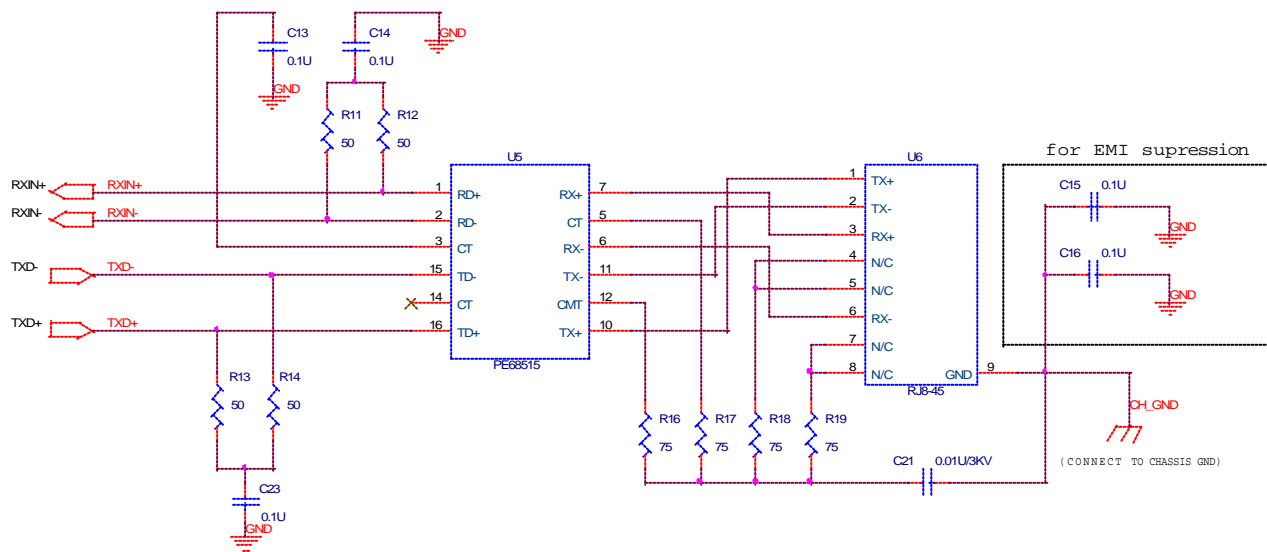 C13
0.1U
GND
C14
0.1U
GND
R11
50
R12
50
RXIN+
RXIN+
RXIN-
RXIN-
TXD-
TXD-
TXD+
TXD+
U5
1
RD+
2
RD-
3
CT
15
TD-
14
CT
16
TD+
RX+
7
CT
5
RX-
6
TX-
11
CMT
12
TX+
10
PE68515
U6
1
TX+
2
TX-
3
RX+
4
N/C
5
N/C
6
RX-
7
N/C
8
N/C
GND
9
RJ8-45
for EMI supression
C15
0.1U
GND
C16
0.1U
GND
CH_GND
(CONNECT TO CHASSIS GND)
R13
50
R14
50
C23
0.1U
GND
R16
75
R17
75
R18
75
R19
75
C21
0.01U/3KV